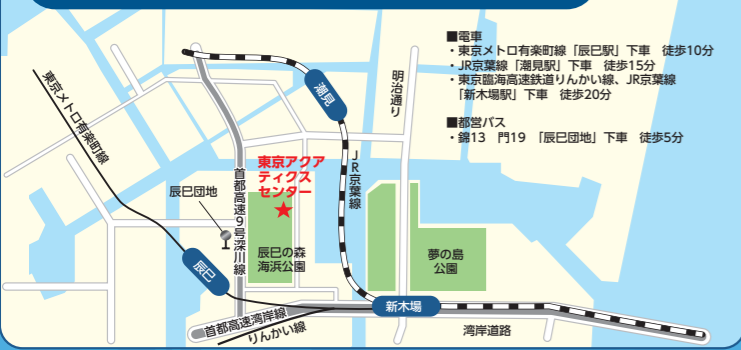 ■電車
・東京メトロ有楽町線「辰巳駅」下車　徒歩10分
・JR京葉線「潮見駅」下車　徒歩15分
・東京臨海高速鉄道りんかい線、JR京葉線
「新木場駅」下車　徒歩20分
■都営バス
・錦13　門19　「辰巳団地」下車　徒歩5分
東京メトロ有楽町線
潮見
明治通り
JR京葉線
東京アクア
ティクス
センター
辰巳団地
首都高速9号深川線
辰巳の森
海浜公園
夢の島
公園
辰巳
新木場
首都高速湾岸線
りんかい線
湾岸道路